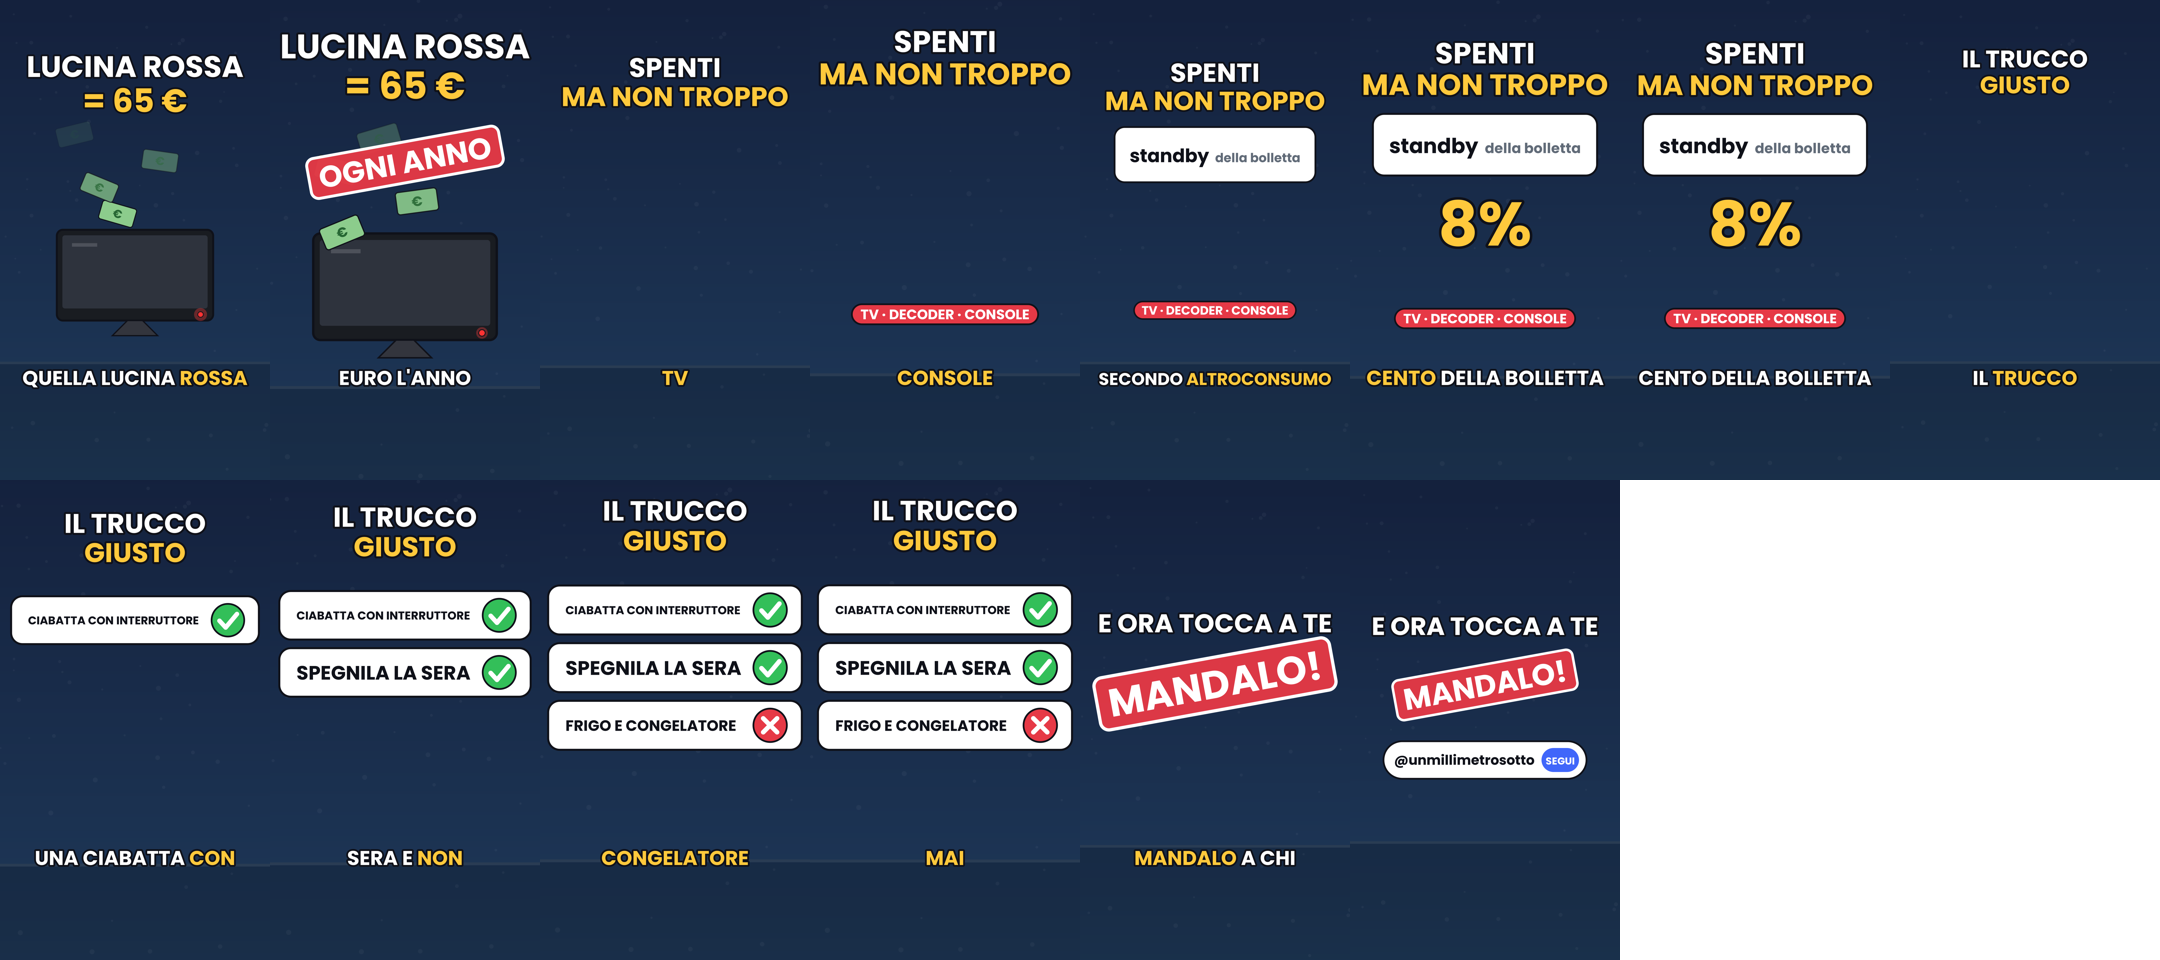 LUCINA ROSSA
= 65 €
€
€
€
QUELLA LUCINA ROSSA
LUCINA ROSSA
= 65 €
OGNI ANNO
€
€
EURO L'ANNO
SPENTI
MA NON TROPPO
TV
SPENTI
MA NON TROPPO
TV · DECODER · CONSOLE
CONSOLE
SPENTI
MA NON TROPPO
standby della bolletta
TV · DECODER · CONSOLE
SECONDO ALTROCONSUMO
SPENTI
MA NON TROPPO
standby della bolletta
8%
TV · DECODER · CONSOLE
CENTO DELLA BOLLETTA
SPENTI
MA NON TROPPO
standby della bolletta
8%
TV · DECODER · CONSOLE
CENTO DELLA BOLLETTA
IL TRUCCO
GIUSTO
IL TRUCCO
IL TRUCCO
GIUSTO
CIABATTA CON INTERRUTTORE
UNA CIABATTA CON
IL TRUCCO
GIUSTO
CIABATTA CON INTERRUTTORE
SPEGNILA LA SERA
SERA E NON
IL TRUCCO
GIUSTO
CIABATTA CON INTERRUTTORE
SPEGNILA LA SERA
FRIGO E CONGELATORE
CONGELATORE
IL TRUCCO
GIUSTO
CIABATTA CON INTERRUTTORE
SPEGNILA LA SERA
FRIGO E CONGELATORE
MAI
E ORA TOCCA A TE
MANDALO!
MANDALO A CHI
E ORA TOCCA A TE
MANDALO!
@unmillimetrosotto SEGUI